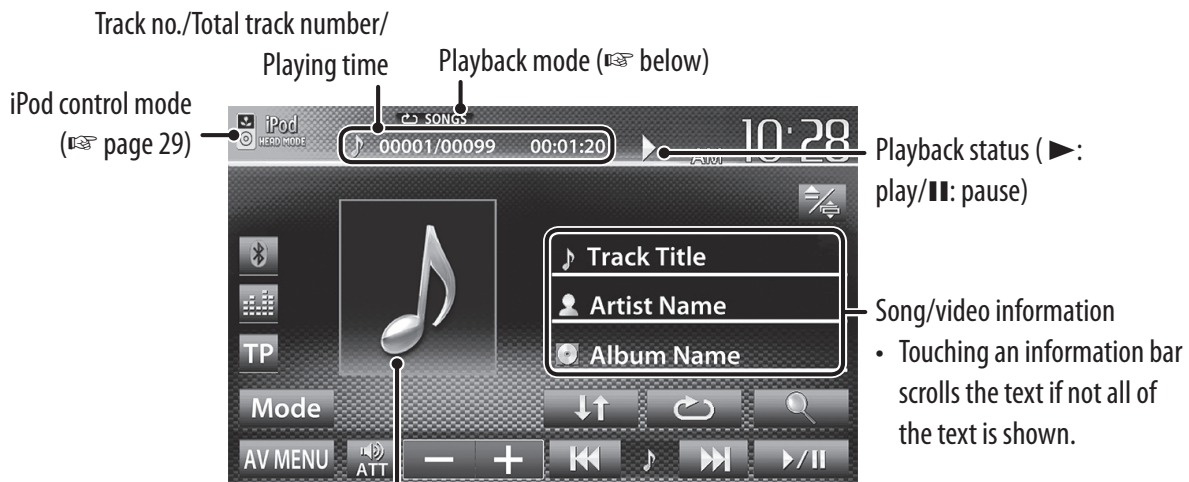 Track no./Total track number/
Playing time
Playback mode (☞ below)
iPod control mode
(☞ page 29)
iPod
HEAD MODE
SONGS
00001/00099 00:01:20
AM 10:28
Playback status ( ►:
play/❚❚: pause)
Track Title
Artist Name
Album Name
Song/video information
• Touching an information bar
scrolls the text if not all of
the text is shown.
TP
Mode
AV MENU
ATT